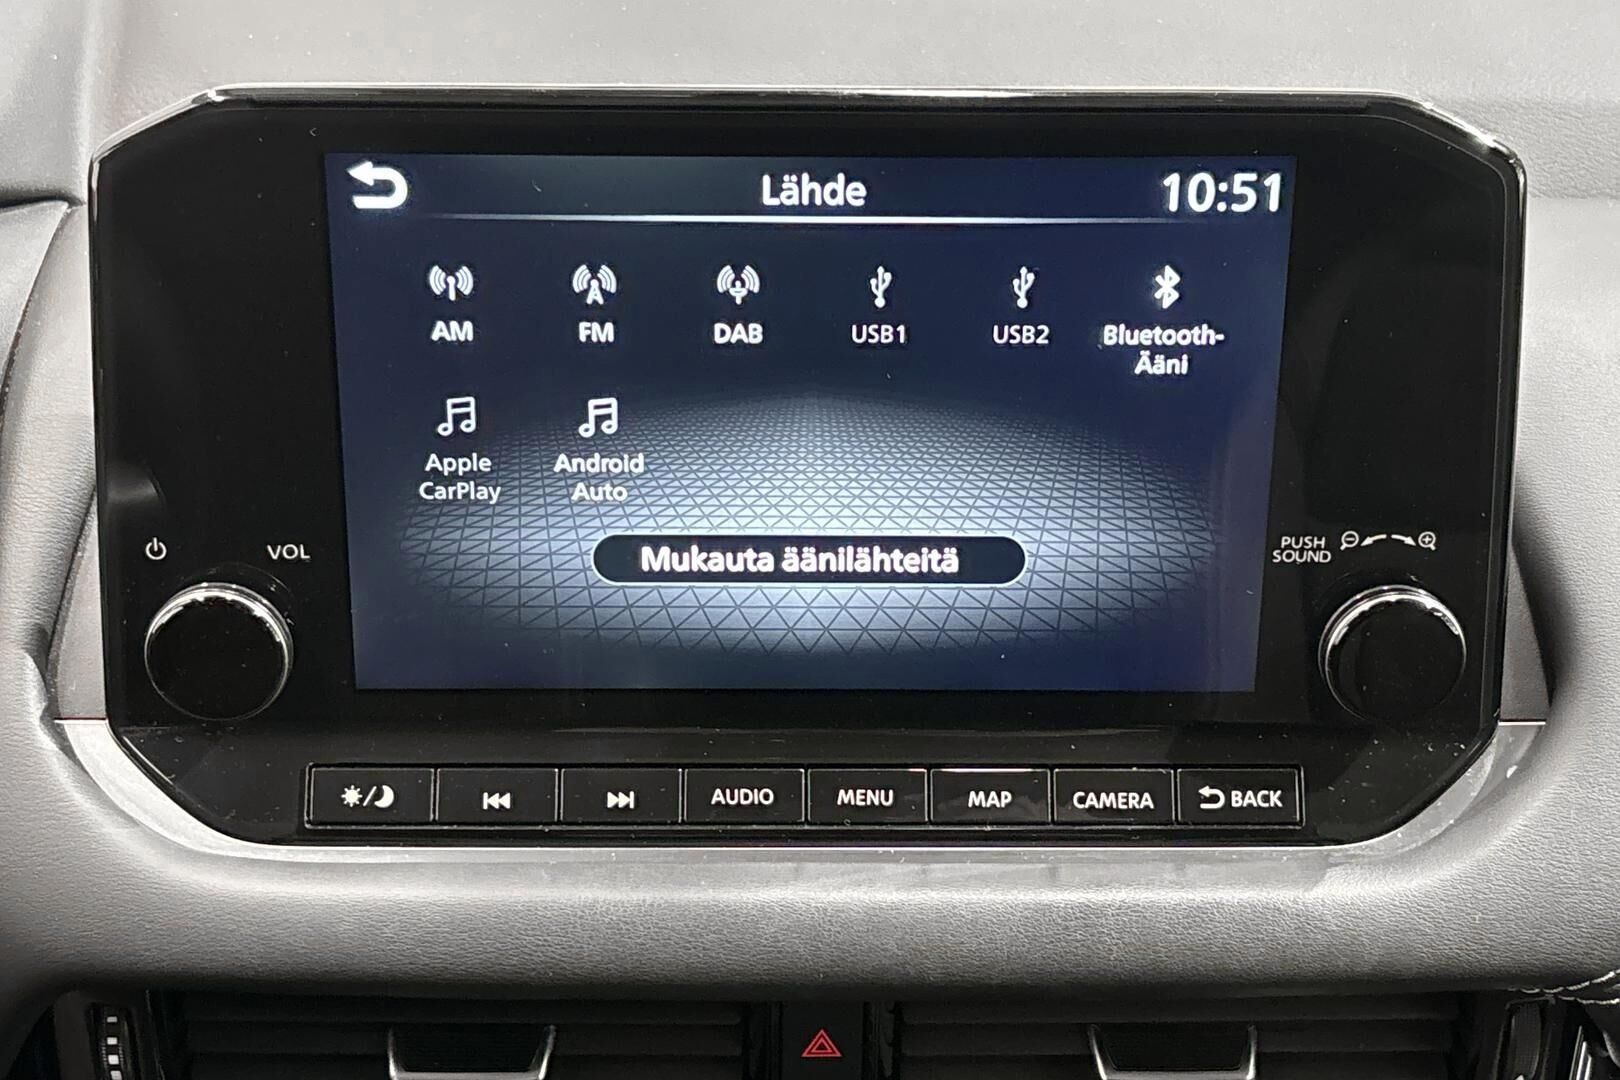 Lähde 10:51
AM FM DAB USB1 USB2 Bluetooth-
Ääni
Apple Android
CarPlay Auto
Mukauta äänilähteitä
VOL
PUSH
SOUND
AUDIO MENU MAP CAMERA BACK